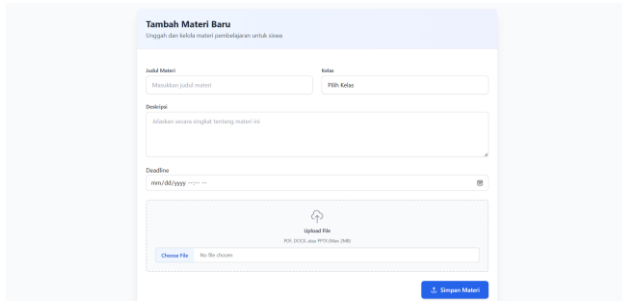 Tambah Materi Baru
Unggah dan kelola materi pembelajaran untuk siswa
Judul Materi
Kelas
Masukkan judul materi
Pilih Kelas
Deskripsi
Jelaskan secara singkat tentang materi ini
Deadline
mm/dd/yyyy --:-- --
Upload File
PDF, DOCX, atau PPTX (Max 2MB)
Choose File No file chosen
Simpan Materi